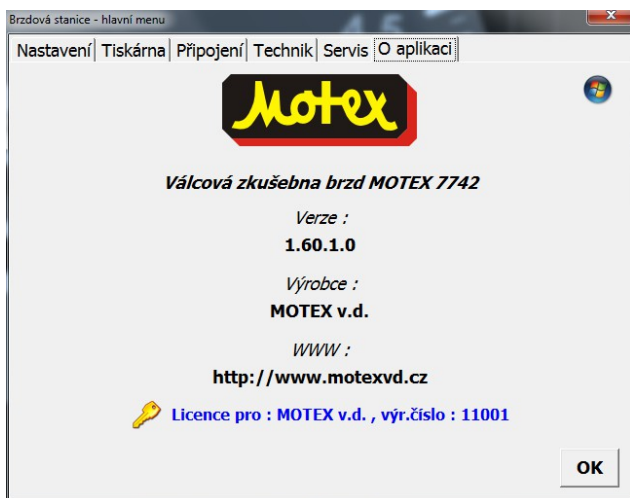 Brzdová stanice - hlavní menu
x
Nastavení Tiskárna Připojení Technik Servis O aplikaci
Motex
Válcová zkušebna brzd MOTEX 7742
Verze :
1.60.1.0
Výrobce :
MOTEX v.d.
WWW :
http://www.motexvd.cz
Licence pro : MOTEX v.d. , výr.číslo : 11001
OK